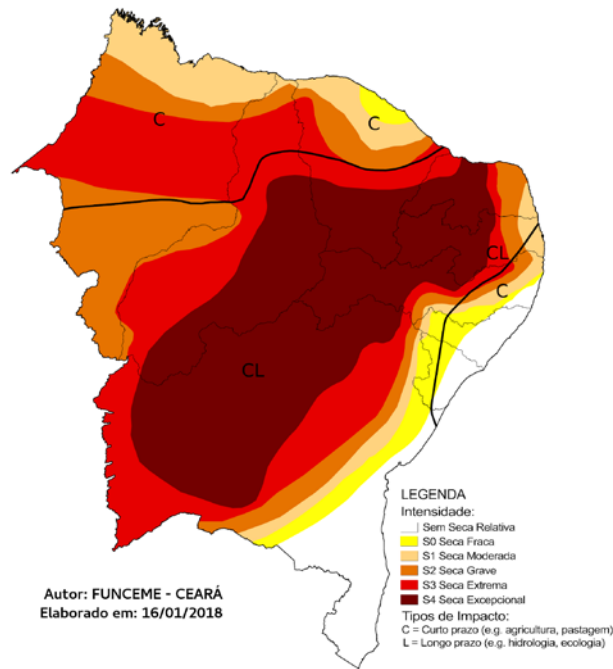 C
C
CL
C
CL
LEGENDA
Intensidade:
Sem Seca Relativa
S0 Seca Fraca
S1 Seca Moderada
S2 Seca Grave
S3 Seca Extrema
S4 Seca Excepcional
Tipos de Impacto:
C = Curto prazo (e.g. agricultura, pastagem)
L = Longo prazo (e.g. hidrologia, ecologia)
Autor: FUNCEME - CEARÁ
Elaborado em: 16/01/2018